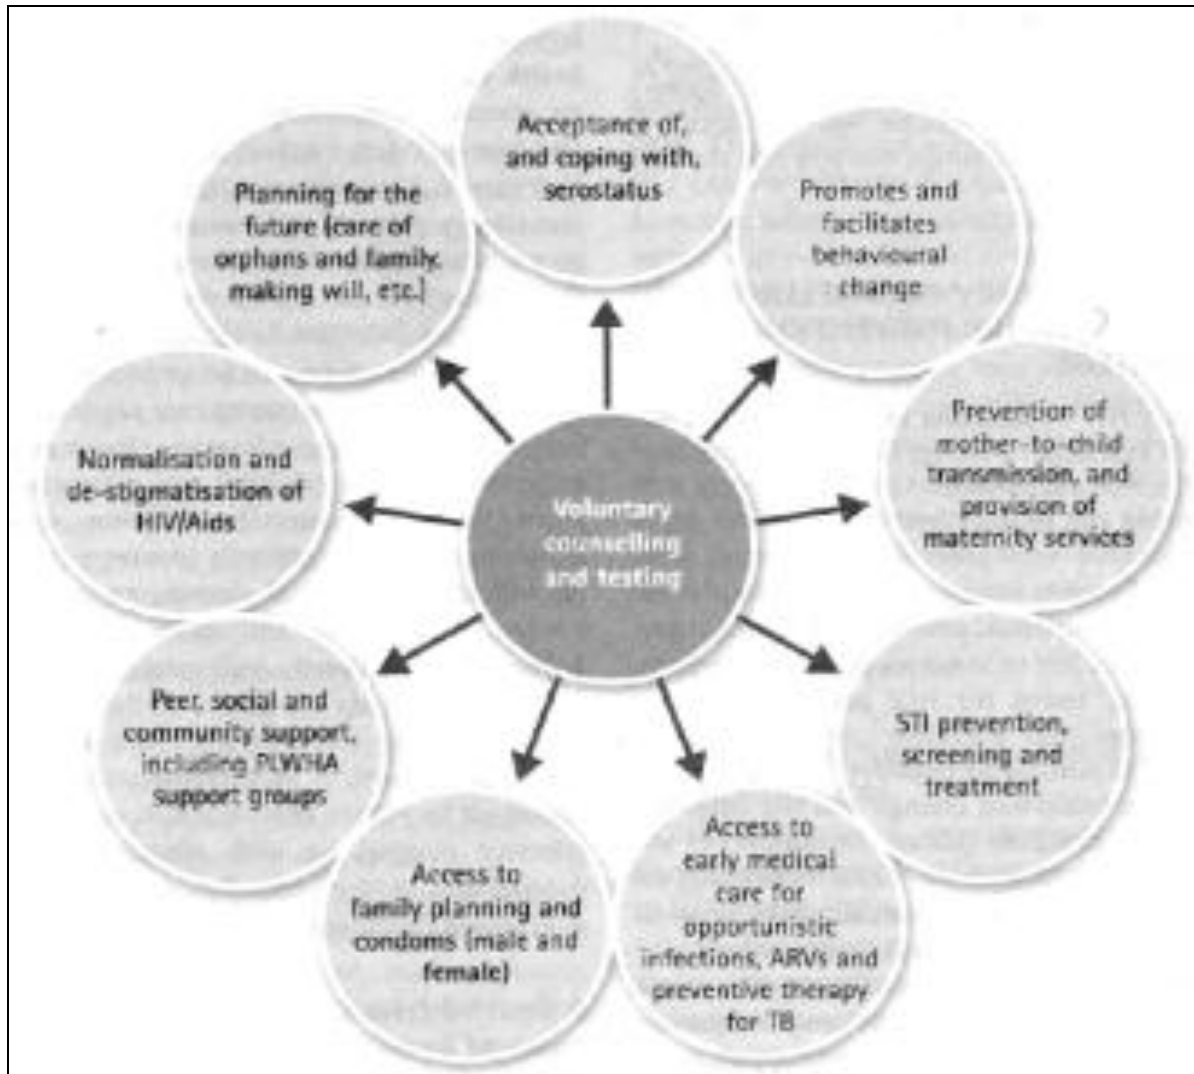 Acceptance of,
and coping with,
serostatus
Promotes and
facilitates
behavioural
change
Prevention of
mother-to-child
transmission, and
provision of
maternity services
STI prevention,
screening and
treatment
Access to
early medical
care for
opportunistic
infections, ARVs and
preventive therapy
for TB
Access to
family planning and
condoms (male and
female)
Peer, social and
community support,
including PLWHA
support groups
Normalisation and
de-stigmatisation of
HIV/Aids
Planning for the
future (care of
orphans and family,
making will, etc.)
Voluntary
counselling
and testing